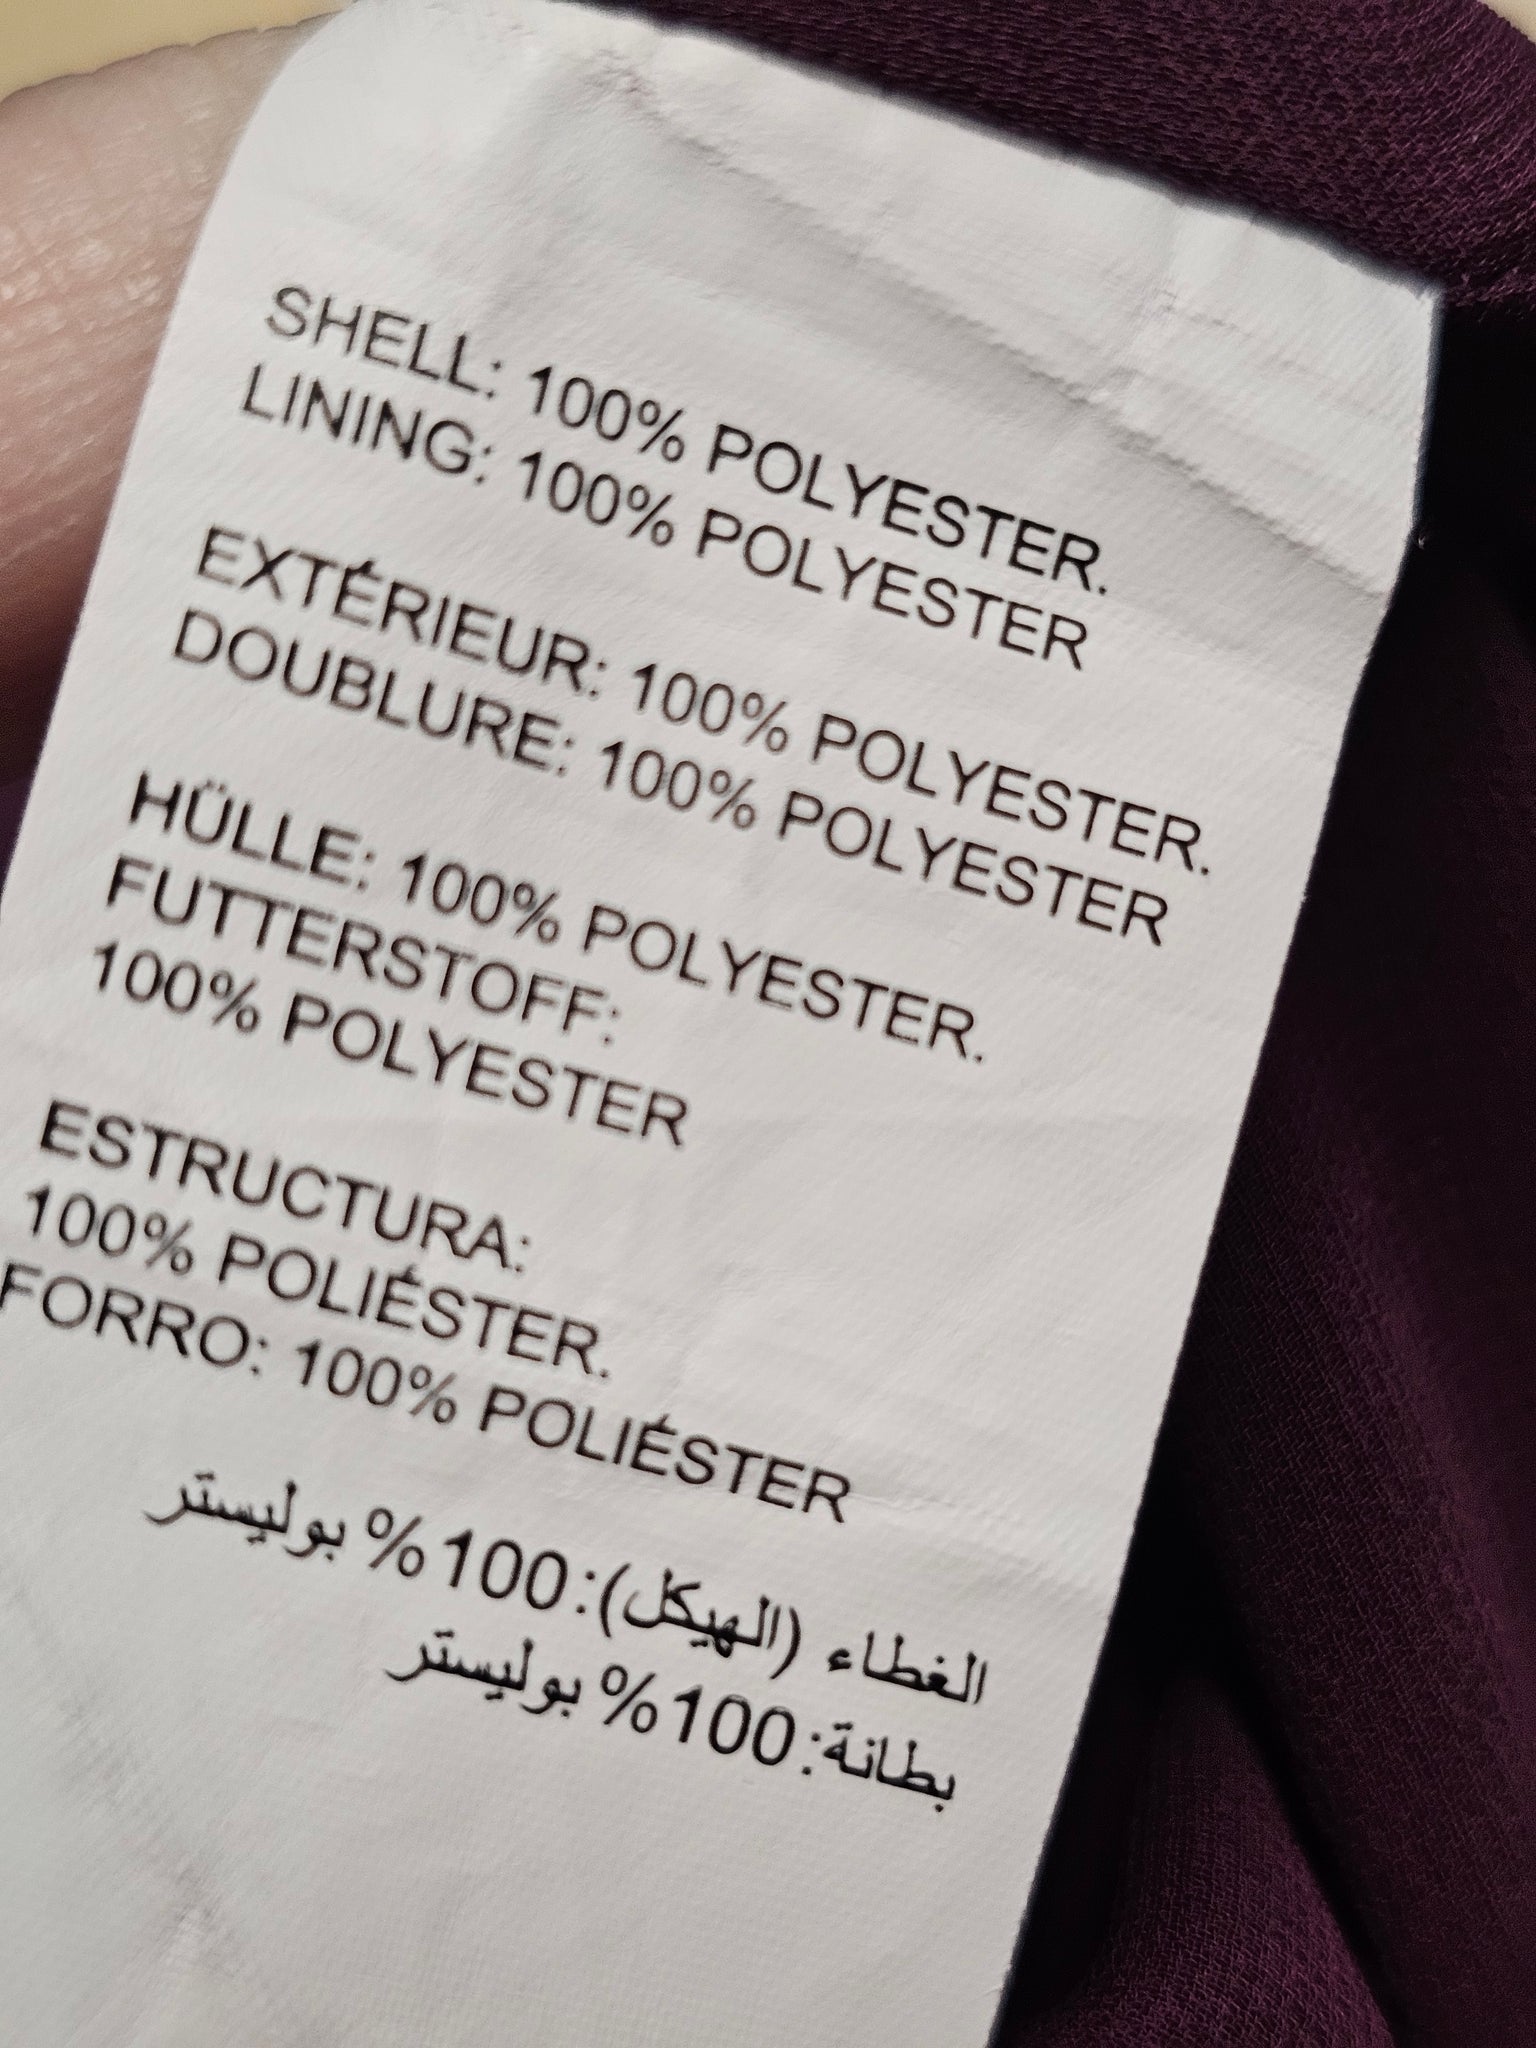 SHELL: 100% POLYESTER.
LINING: 100% POLYESTER
EXTÉRIEUR: 100% POLYESTER.
DOUBLURE: 100% POLYESTER
HÜLLE: 100% POLYESTER.
FUTTERSTOFF:
100% POLYESTER
ESTRUCTURA:
100% POLIÉSTER.
FORRO: 100% POLIÉSTER
الغطاء (الهيكل): 100% بوليستر
بطانة: 100% بوليستر